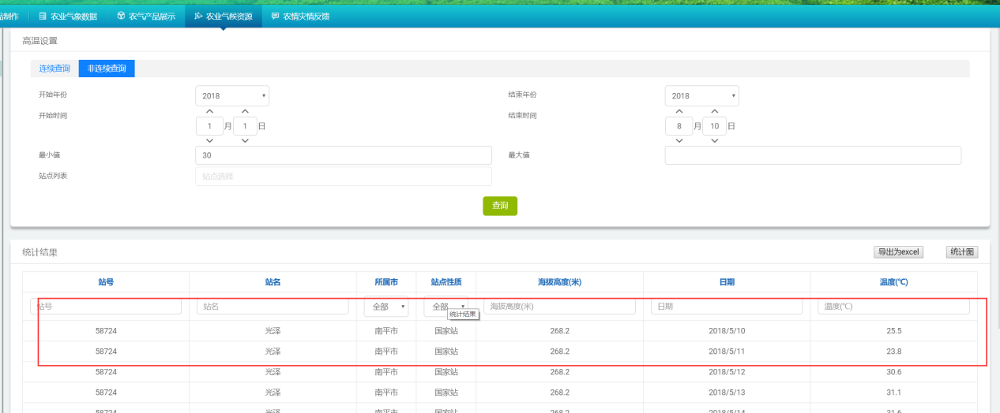 品制作 农业气象数据 农气产品展示 农业气候资源 农情灾情反馈
高温设置
连续查询 非连续查询
开始年份 2018 结束年份 2018
开始时间 1 月 1 日 结束时间 8 月 10 日
最小值 30 最大值
站点列表 站点选择
查询
统计结果 导出为excel 统计图
站号 站名 所属市 站点性质 海拔高度(米) 日期 温度(℃)
站号 站名 全部 全部 海拔高度(米) 日期 温度(℃)
统计结果
58724 光泽 南平市 国家站 268.2 2018/5/10 25.5
58724 光泽 南平市 国家站 268.2 2018/5/11 23.8
58724 光泽 南平市 国家站 268.2 2018/5/12 30.6
58724 光泽 南平市 国家站 268.2 2018/5/13 31.1
58724 光泽 南平市 国家站 268.2 2018/5/14 31.6